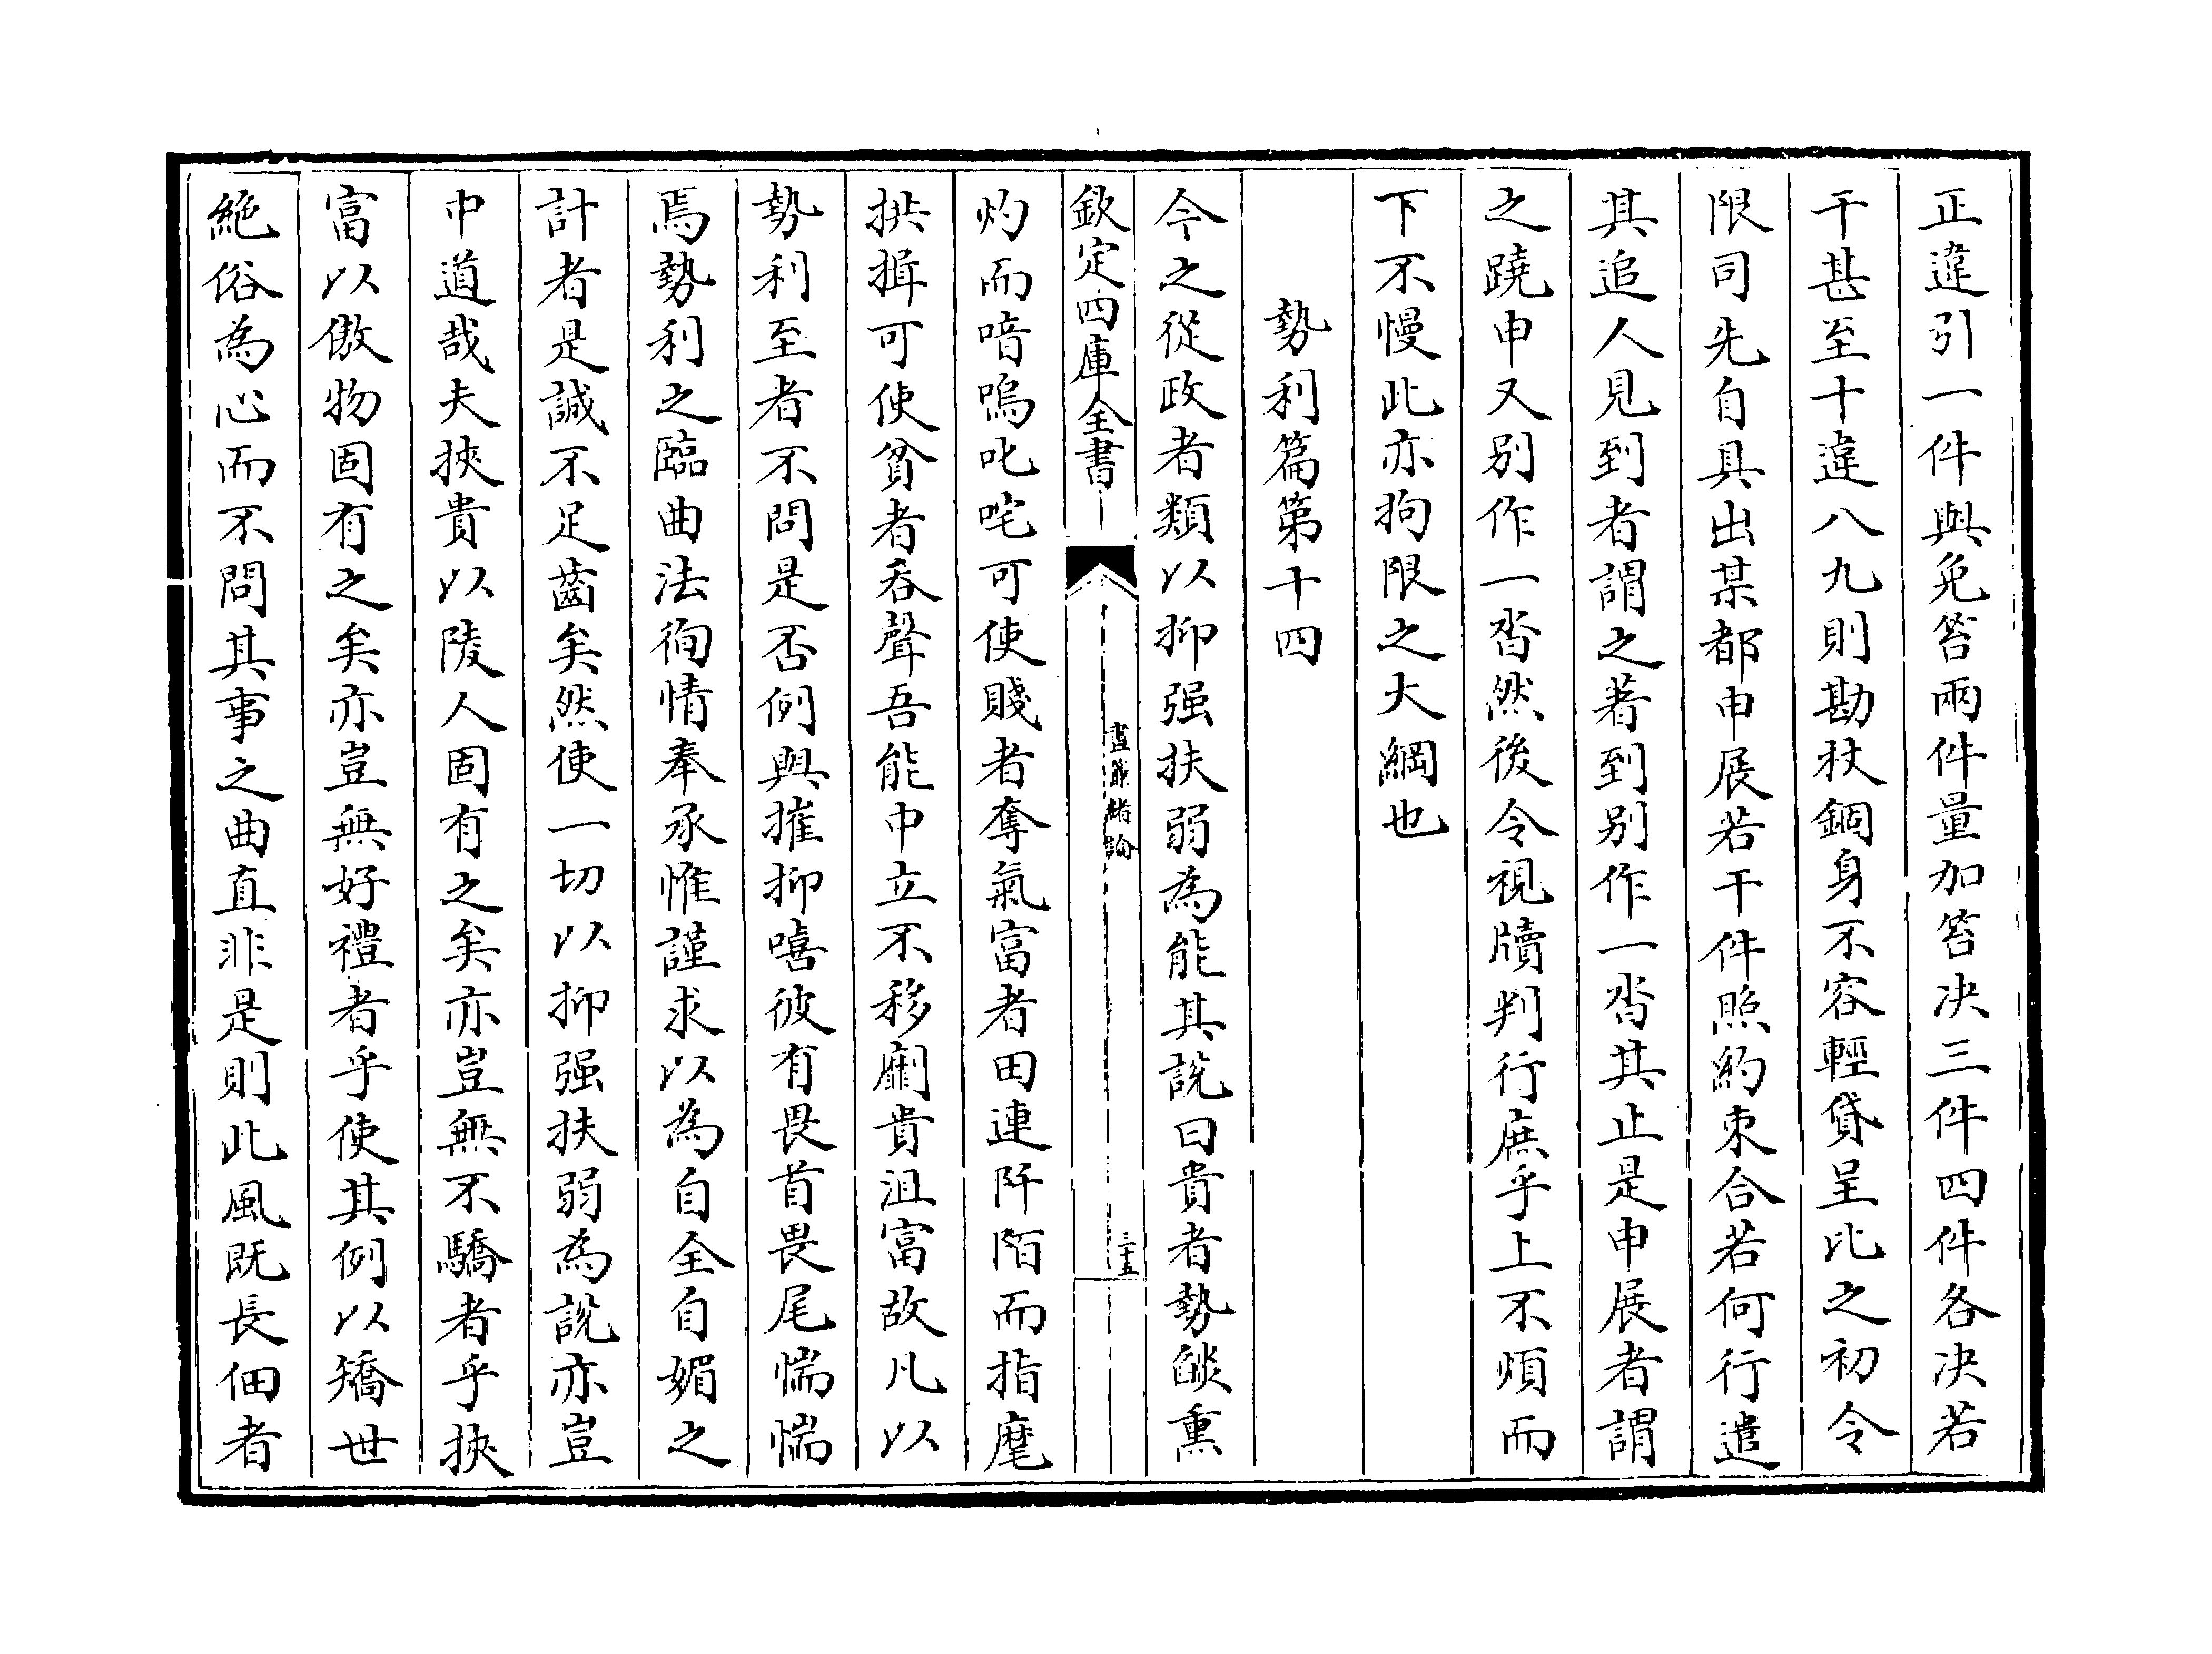 正違引一件與免笞兩件量加笞决三件四件各决若
干甚至十違八九則勘杖錮身不容輕貸呈比之初令
限司先自具出某都申展若干件照約束合若何行遣
其追人見到者謂之著到别作一沓其止是申展者謂
之蹺申又别作一沓然後令視牘判行庶乎上不煩而
下不慢此亦拘限之大綱也
勢利篇第十四
今之從政者類以抑强扶弱為能其說曰貴者勢燄熏
欽定四庫全書
晝簾緒論
三十五
灼而喑嗚叱咤可使賤者奪氣富者田連阡陌而指麾
拱揖可使貧者吞聲吾能中立不移劘貴沮富故凡以
勢利至者不問是否例與摧抑嘻彼有畏首畏尾惴惴
焉勢利之臨曲法徇情奉承惟謹求以為自全自媚之
計者是誠不足齒矣然使一切以抑强扶弱為說亦豈
中道哉夫挾貴以陵人固有之矣亦豈無不驕者乎挾
富以傲物固有之矣亦豈無好禮者乎使其例以矯世
絶俗為心而不問其事之曲直非是則此風既長佃者